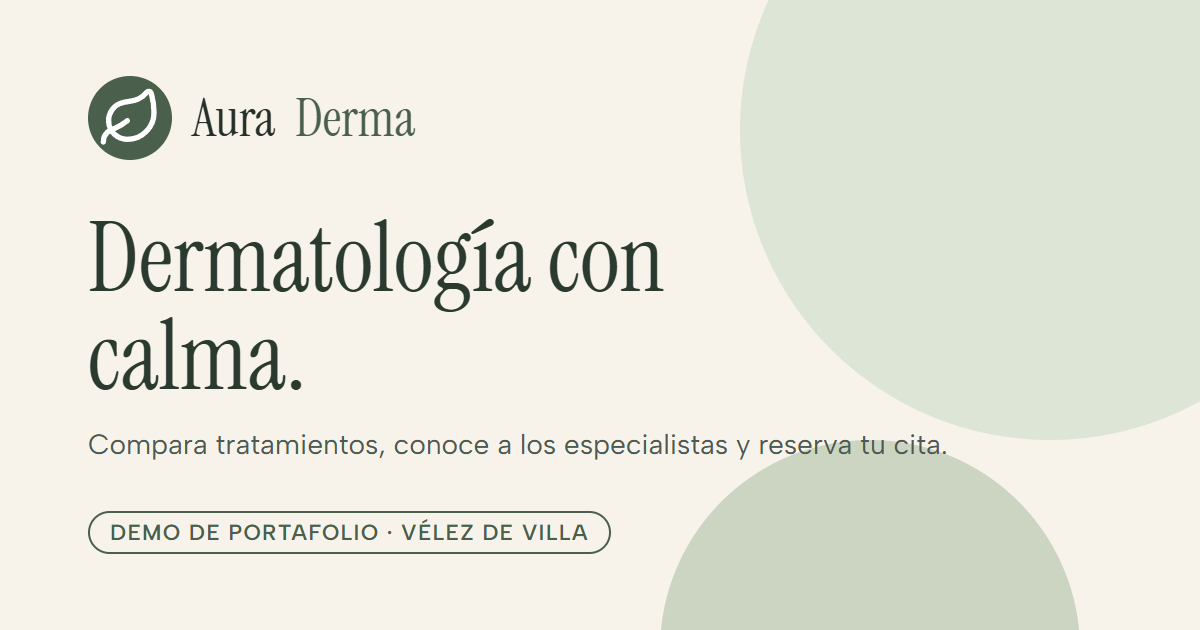 Aura Derma
Dermatología con
calma.
Compara tratamientos, conoce a los especialistas y reserva tu cita.
DEMO DE PORTAFOLIO · VÉLEZ DE VILLA